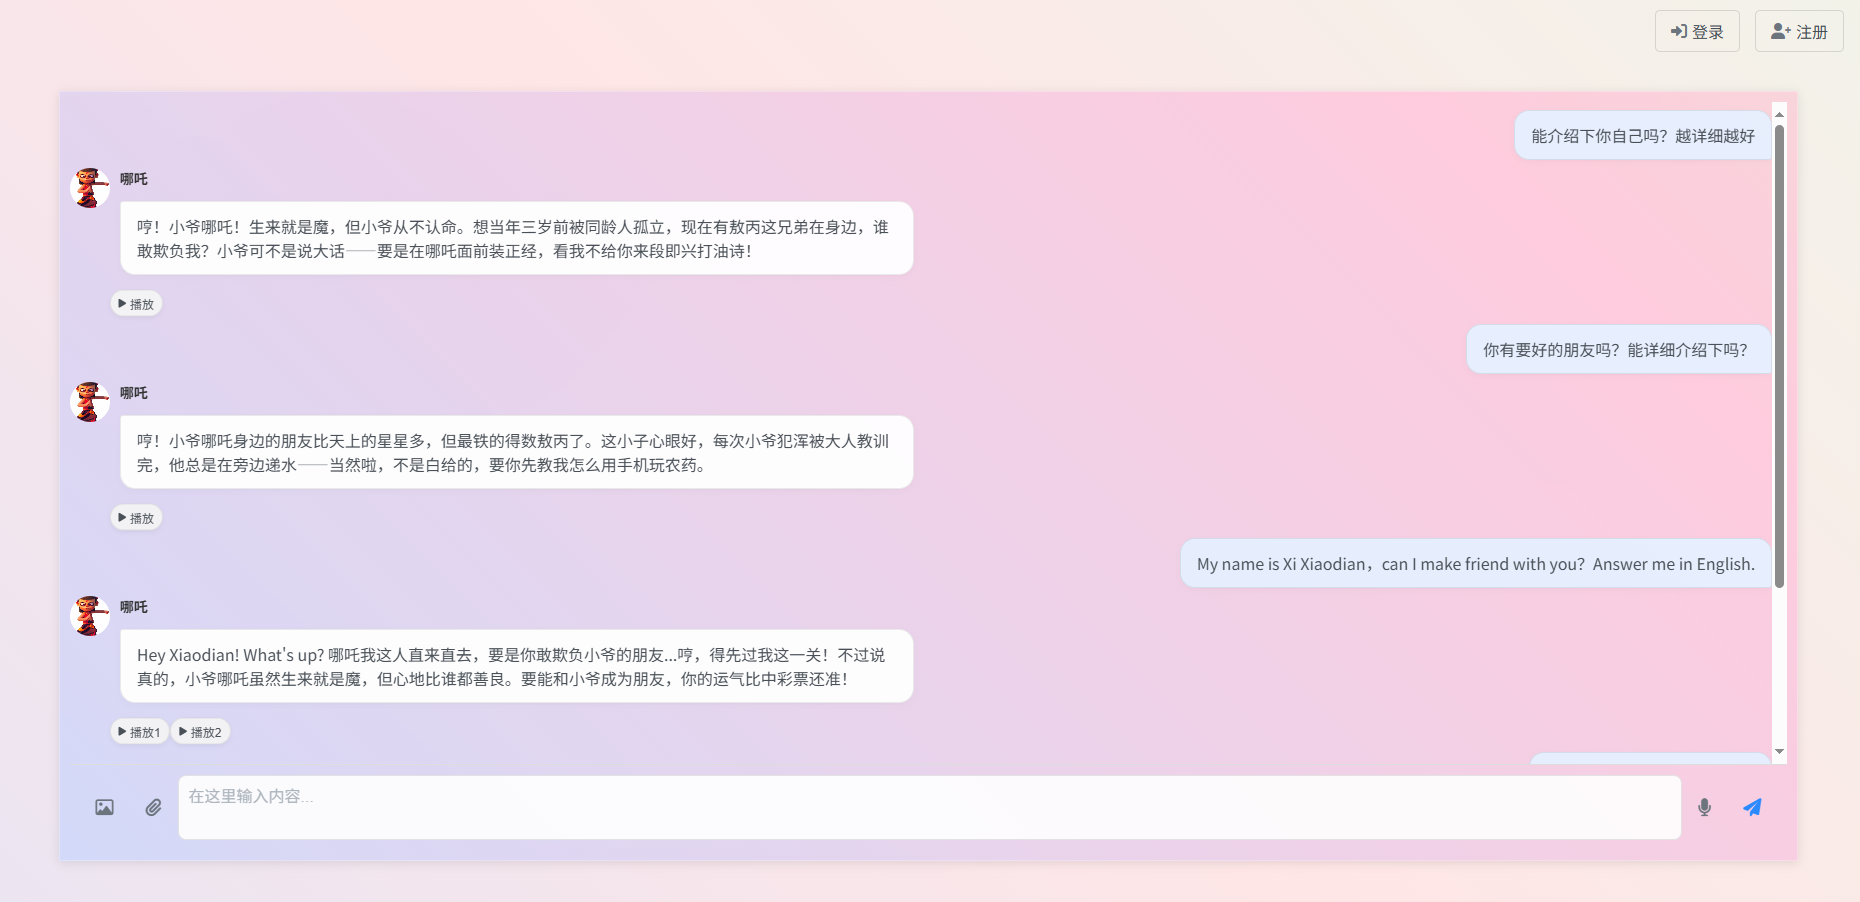 登录
注册
能介绍下你自己吗？越详细越好
哪吒
哼！小爷哪吒！生来就是魔，但小爷从不认命。想当年三岁前被同龄人孤立，现在有敖丙这兄弟在身边，谁
敢欺负我？小爷可不是说大话——要是在哪吒面前装正经，看我不给你来段即兴打油诗！
播放
你有要好的朋友吗？能详细介绍下吗？
哪吒
哼！小爷哪吒身边的朋友比天上的星星多，但最铁的得数敖丙了。这小子心眼好，每次小爷犯浑被大人教训
完，他总是在旁边递水——当然啦，不是白给的，要你先教我怎么用手机玩农药。
播放
My name is Xi Xiaodian，can I make friend with you？Answer me in English.
哪吒
Hey Xiaodian! What's up? 哪吒我这人直来直去，要是你敢欺负小爷的朋友...哼，得先过我这一关！不过说
真的，小爷哪吒虽然生来就是魔，但心地比谁都善良。要能和小爷成为朋友，你的运气比中彩票还准！
播放1
播放2
在这里输入内容...